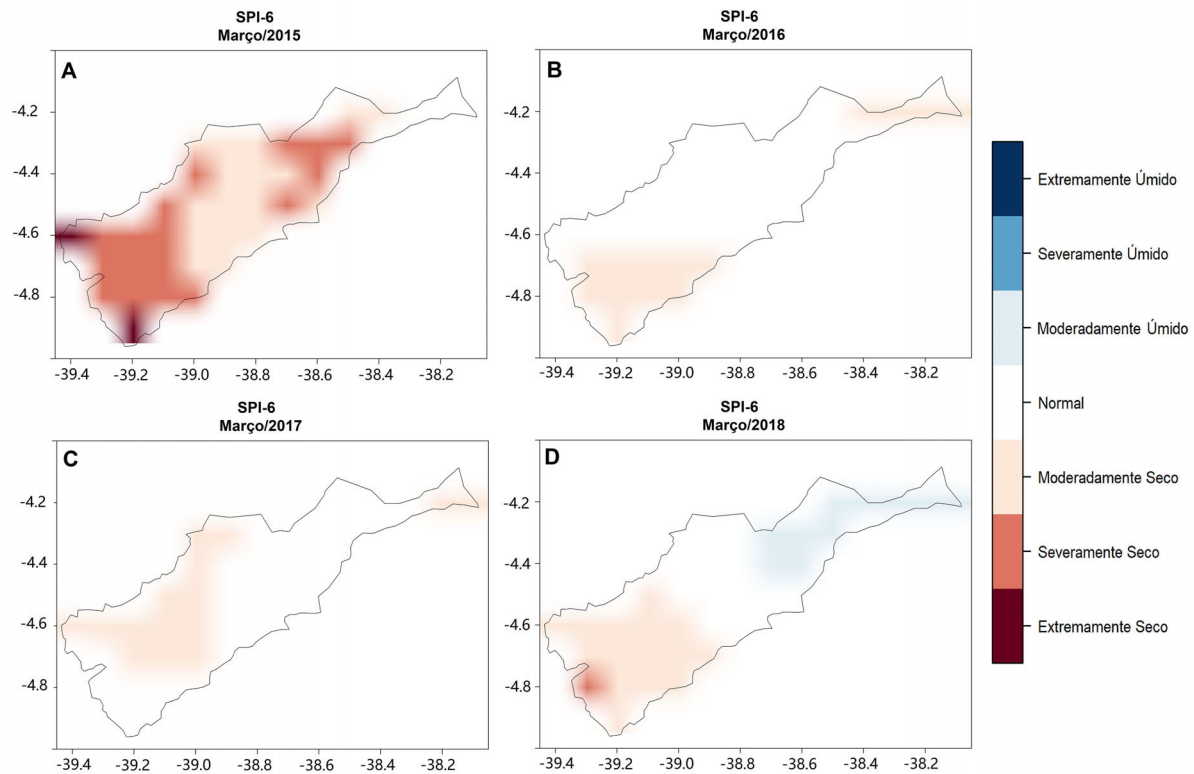 SPI-6
Março/2015
A
-4.2
-4.4
-4.6
-4.8
-39.4 -39.2 -39.0 -38.8 -38.6 -38.4 -38.2
SPI-6
Março/2016
B
-4.2
-4.4
-4.6
-4.8
-39.4 -39.2 -39.0 -38.8 -38.6 -38.4 -38.2
SPI-6
Março/2017
C
-4.2
-4.4
-4.6
-4.8
-39.4 -39.2 -39.0 -38.8 -38.6 -38.4 -38.2
SPI-6
Março/2018
D
-4.2
-4.4
-4.6
-4.8
-39.4 -39.2 -39.0 -38.8 -38.6 -38.4 -38.2
Extremamente Úmido
Severamente Úmido
Moderadamente Úmido
Normal
Moderadamente Seco
Severamente Seco
Extremamente Seco